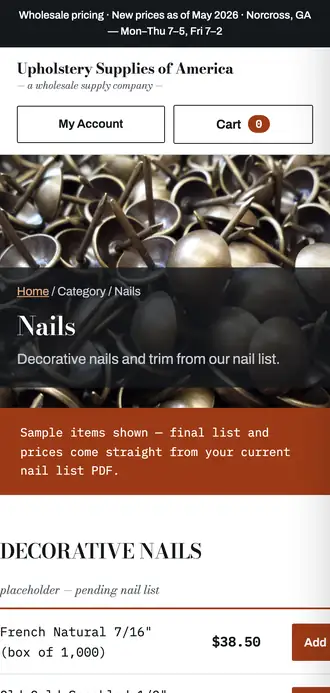 Wholesale pricing · New prices as of May 2026 · Norcross, GA
— Mon–Thu 7–5, Fri 7–2
Upholstery Supplies of America
— a wholesale supply company —
My Account
Cart 0
Home / Category / Nails
Nails
Decorative nails and trim from our nail list.
Sample items shown — final list and
prices come straight from your current
nail list PDF.
DECORATIVE NAILS
placeholder — pending nail list
French Natural 7/16"
(box of 1,000)
$38.50
Add